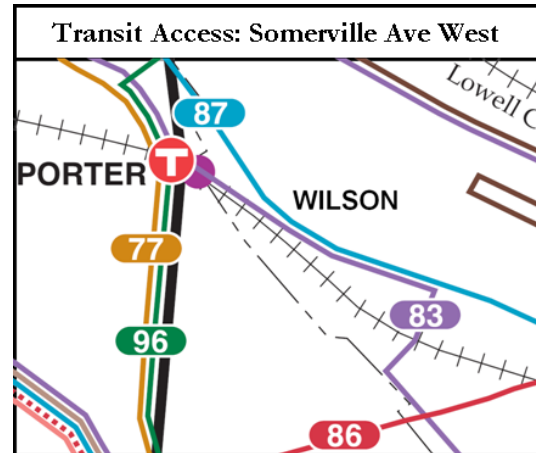 Transit Access: Somerville Ave West
Lowell C
87
T
PORTER
WILSON
77
83
96
86